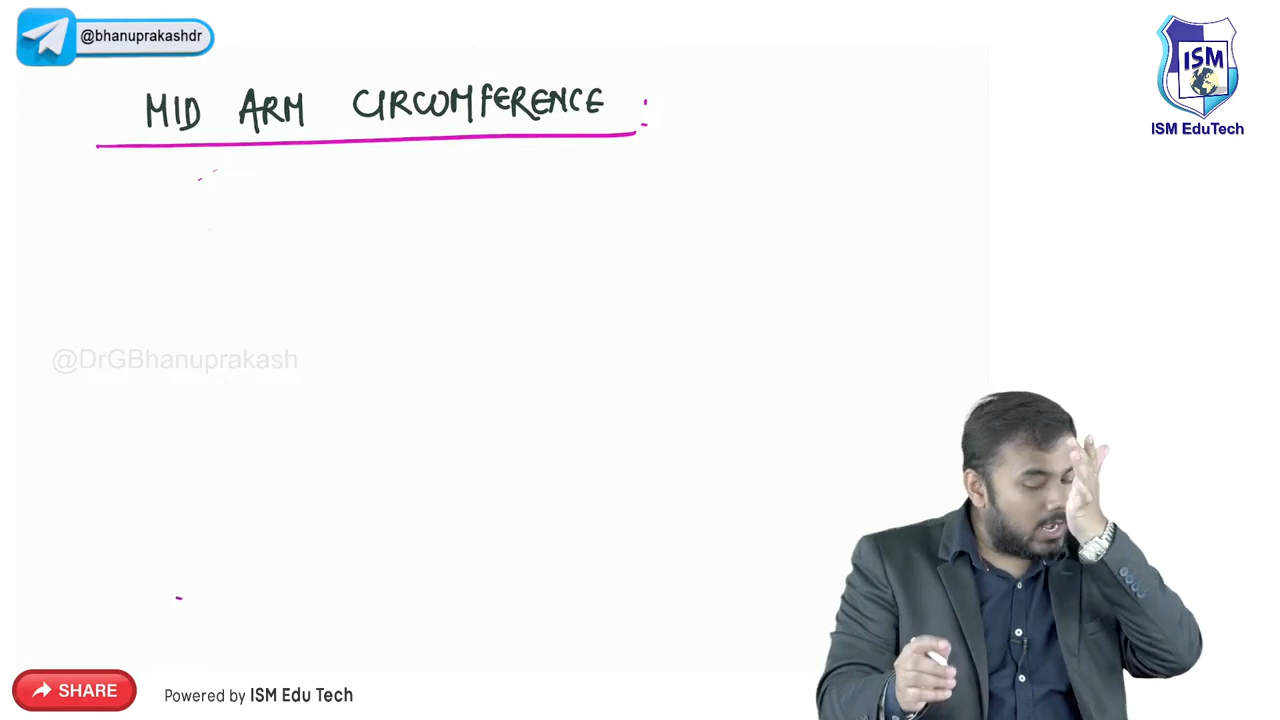 @bhanuprakashdr
ISM
ISM EduTech
MID ARM CIRCUMFERENCE :
@DrGBhanuprakash
SHARE
Powered by ISM Edu Tech